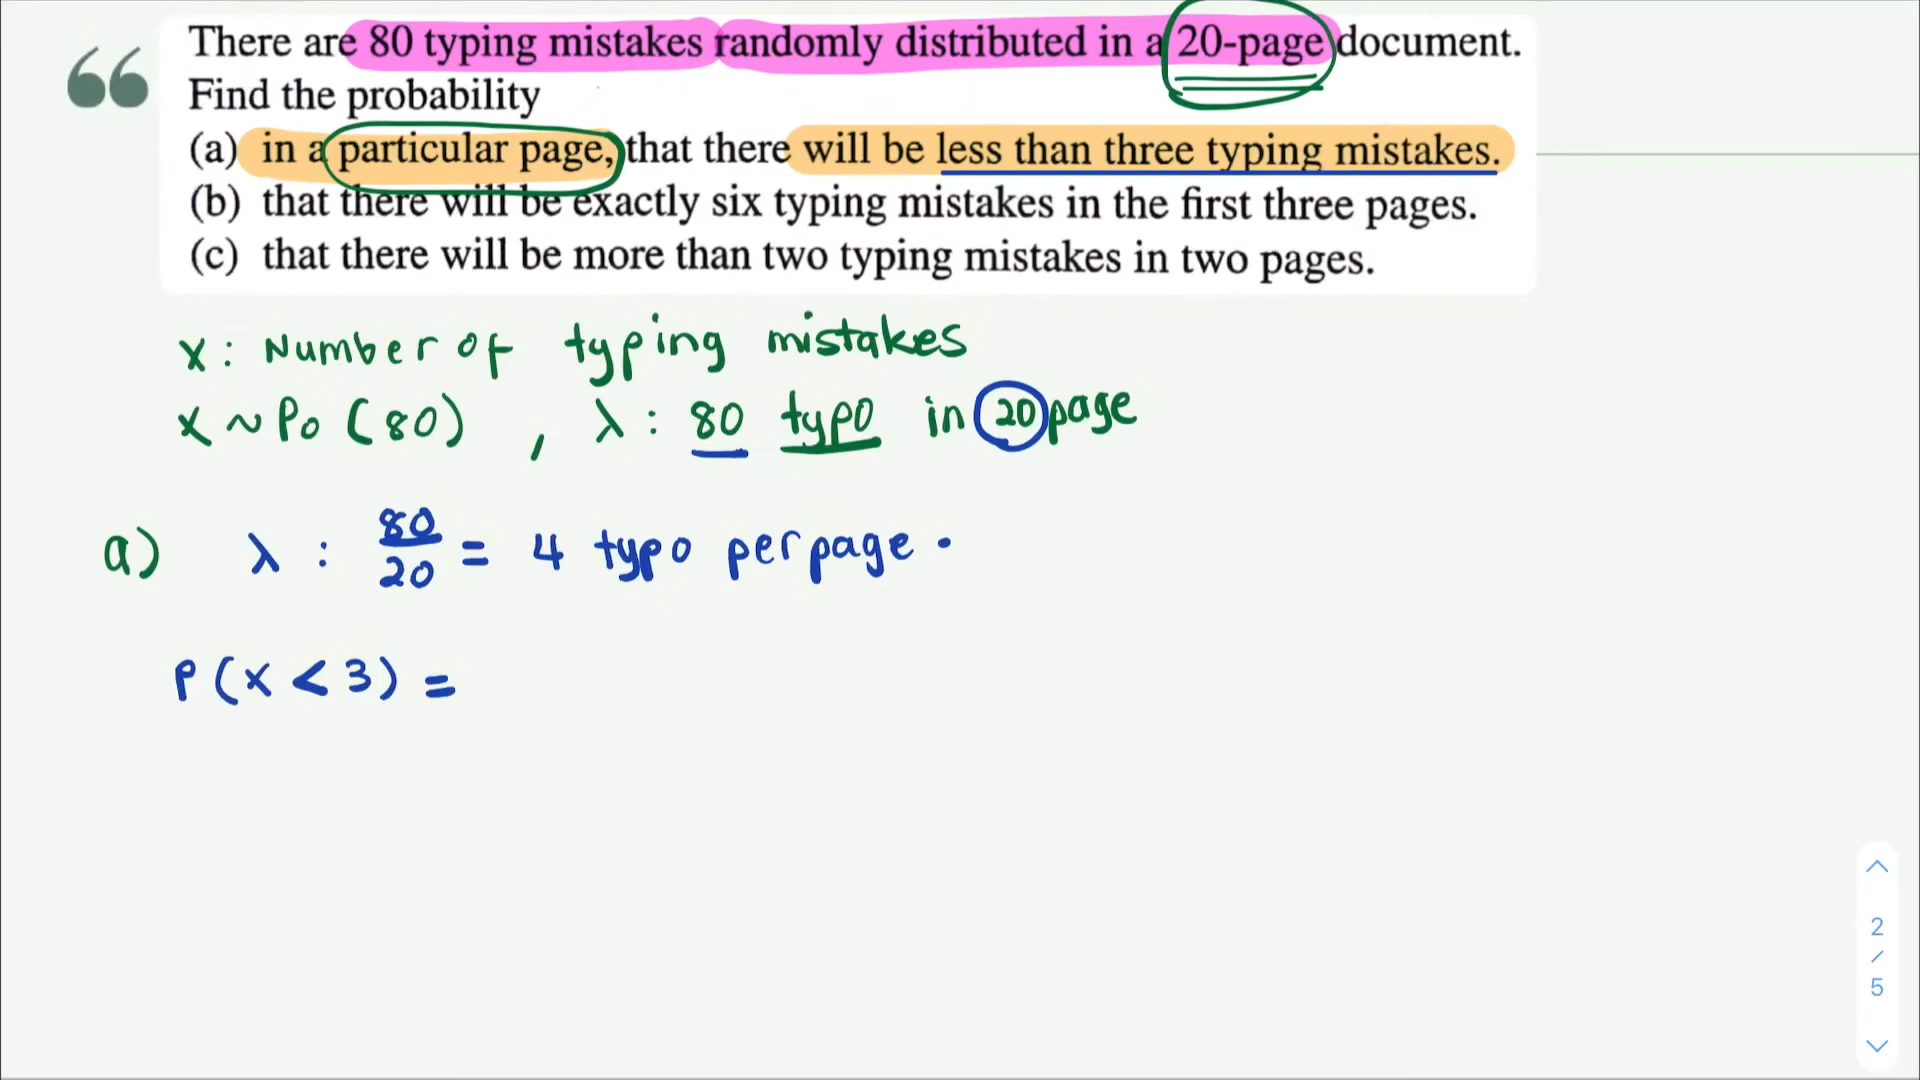 There are 80 typing mistakes randomly distributed in a 20-page document.
Find the probability
(a) in a particular page, that there will be less than three typing mistakes.
(b) that there will be exactly six typing mistakes in the first three pages.
(c) that there will be more than two typing mistakes in two pages.
X : Number of typing mistakes
X ~ Po (80) , λ : 80 typo in 20 page
a) λ : 80/20 = 4 typo per page .
P(X < 3) =
2
/
5